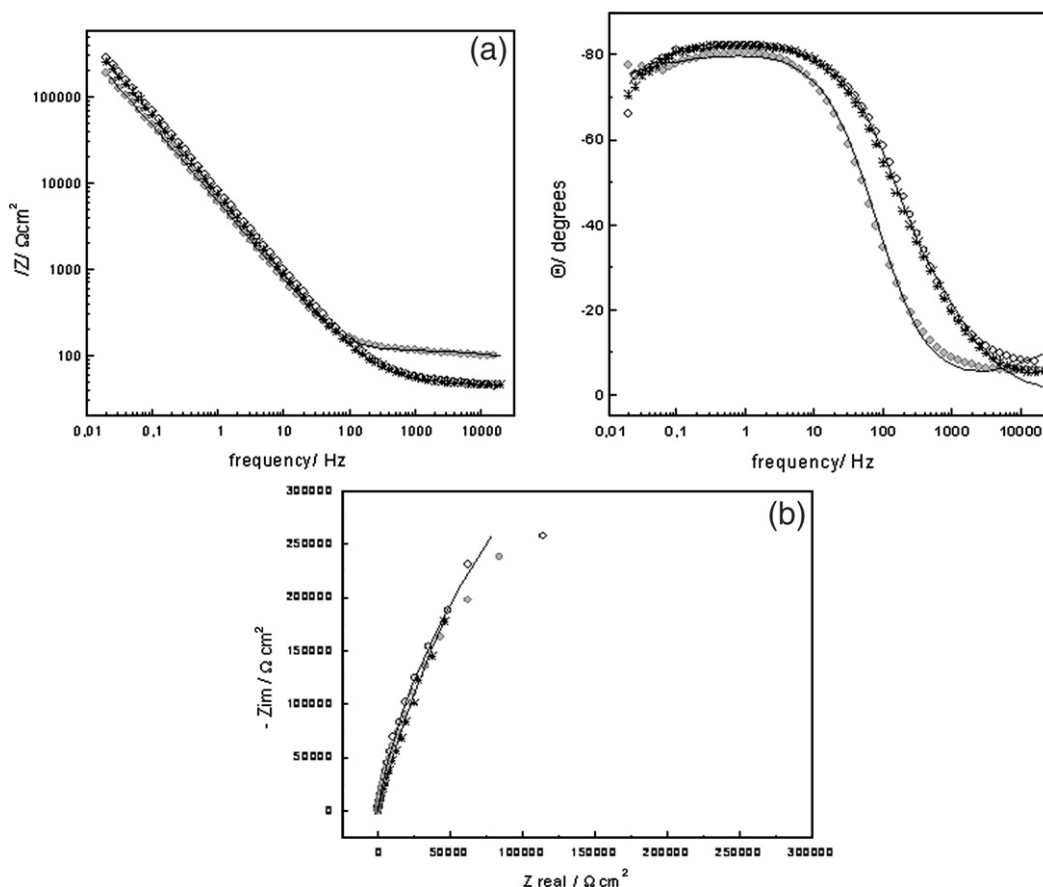 (a)
/Z/ Ωcm²
100000
10000
1000
100
0,01 0,1 1 10 100 1000 10000
frequency/ Hz
Θ/ degrees
-80
-60
-40
-20
0
0,01 0,1 1 10 100 1000 10000
frequency/ Hz
(b)
- Zim / Ω cm²
300000
250000
200000
150000
100000
50000
0
0 50000 100000 150000 200000 250000 300000
Z real / Ω cm²